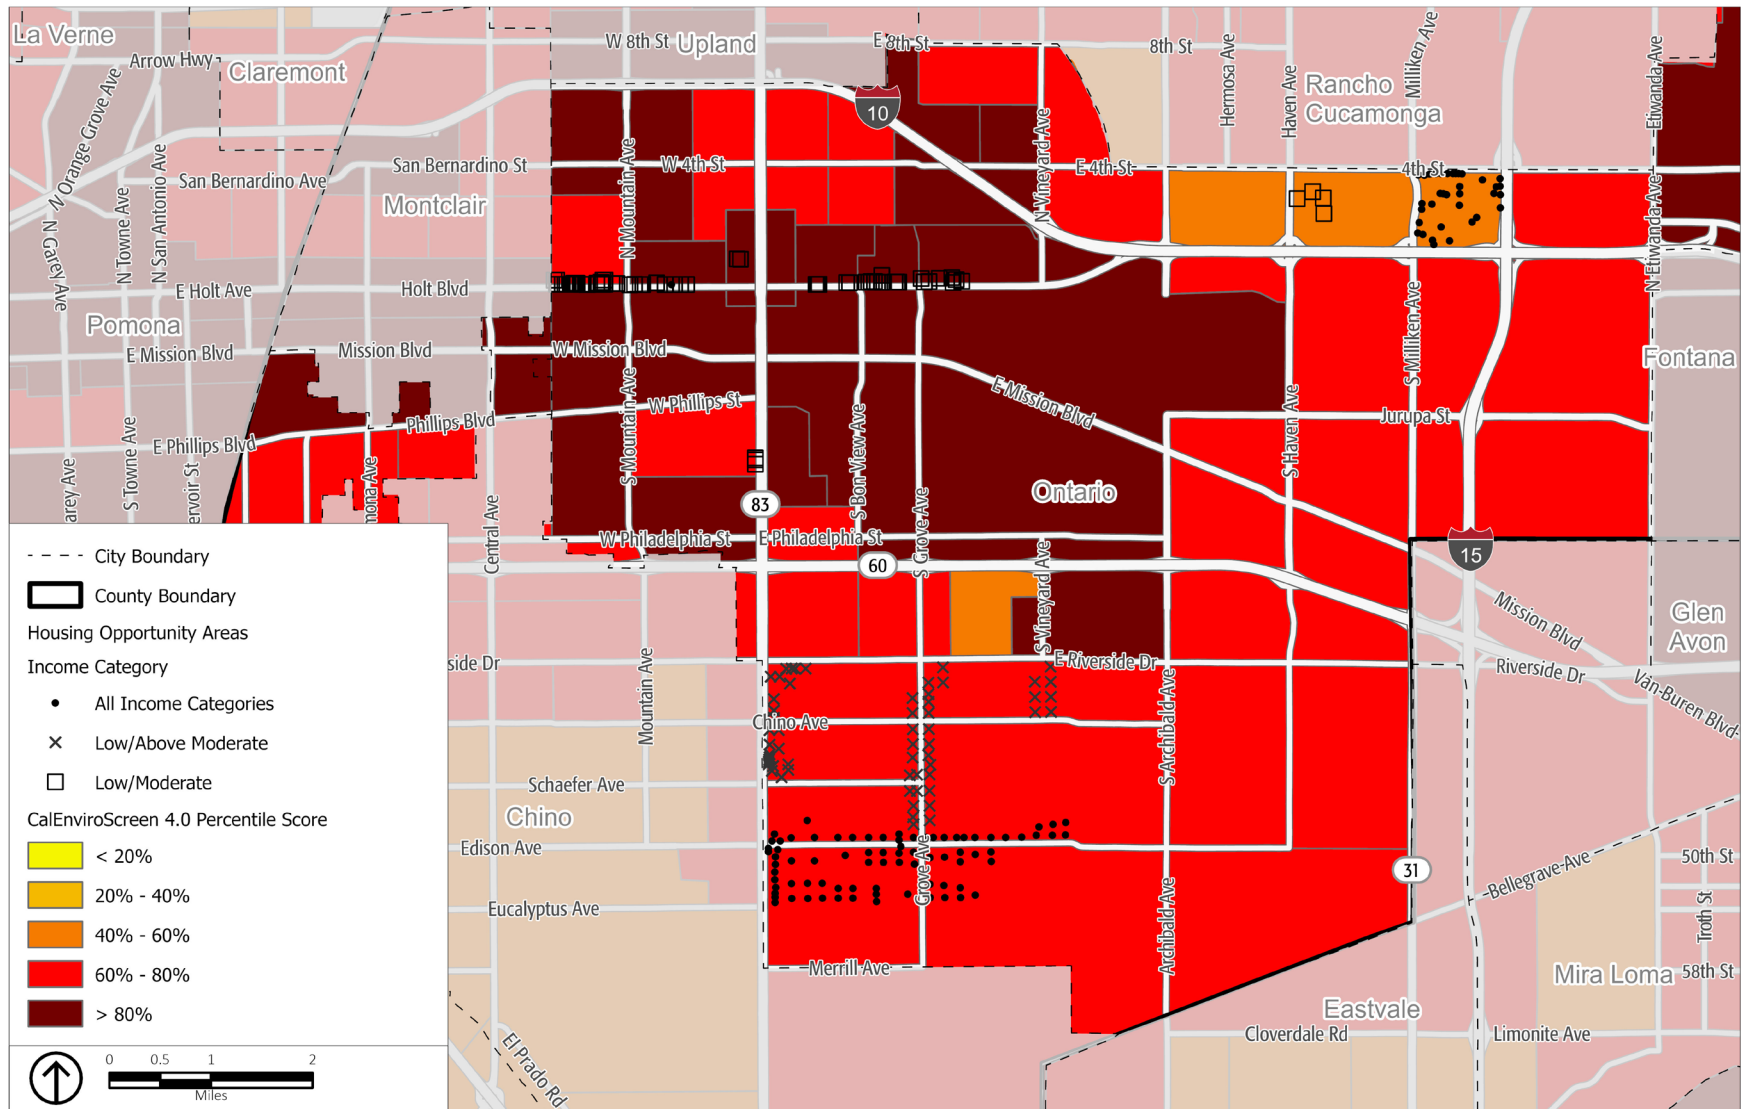 La Verne
Arrow Hwy
Claremont
W 8th St
Upland
E 8th St
8th St
Hermosa Ave
Haven Ave
Milliken Ave
Rancho
Cucamonga
Etiwanda Ave
10
N Orange Grove Ave
San Bernardino St
W 4th St
E 4th St
4th St
San Bernardino Ave
Montclair
N Garey Ave
N Towne Ave
N San Antonio Ave
N Mountain Ave
N Vineyard Ave
N Etiwanda Ave
E Holt Ave
Holt Blvd
Pomona
E Mission Blvd
Mission Blvd
W Mission Blvd
Fontana
S Milliken Ave
S Mountain Ave
W Phillips St
E Mission Blvd
Phillips Blvd
E Phillips Blvd
Jurupa St
S Haven Ave
S Bon View Ave
S Towne Ave
Ontario
83
S Grove Ave
Central Ave
W Philadelphia St
E Philadelphia St
60
15
S Vineyard Ave
Mission Blvd
Glen
Avon
side Dr
E Riverside Dr
Riverside Dr
Van Buren Blvd
Mountain Ave
Chino Ave
S Archibald Ave
Schaefer Ave
Chino
Edison Ave
Grove Ave
31
Bellegrave Ave
50th St
Eucalyptus Ave
Archibald Ave
Troth St
Merrill Ave
Mira Loma
58th St
Eastvale
Cloverdale Rd
Limonite Ave
El Prado Rd
City Boundary
County Boundary
Housing Opportunity Areas
Income Category
All Income Categories
Low/Above Moderate
Low/Moderate
CalEnviroScreen 4.0 Percentile Score
< 20%
20% - 40%
40% - 60%
60% - 80%
> 80%
0 0.5 1 2
Miles